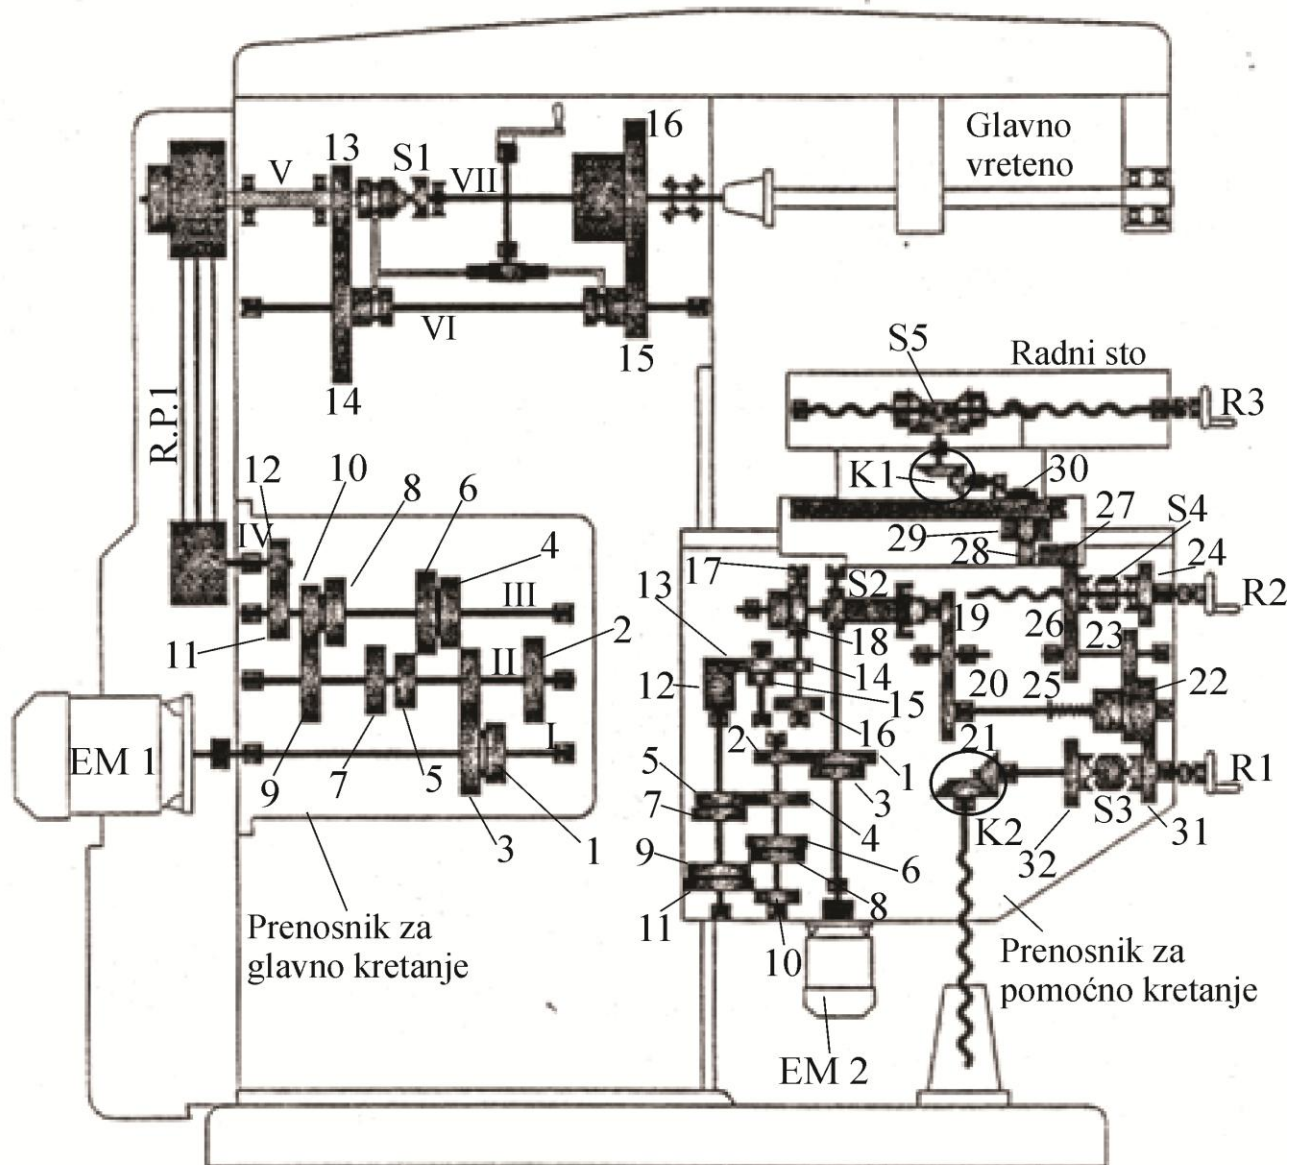 16
Glavno
vreteno
13
S1
V
VII
VI
15
14
R.P.1
S5
Radni sto
R3
K1
30
12
10
8
6
4
IV
III
2
11
II
I
EM 1
9
7
5
3
1
29
28
27
S4
24
17
13
S2
R2
18
19
26
23
12
14
15
20
25
22
16
2
21
1
5
3
R1
7
K2
S3
4
32
31
9
6
8
11
10
Prenosnik za
glavno kretanje
Prenosnik za
pomoćno kretanje
EM 2